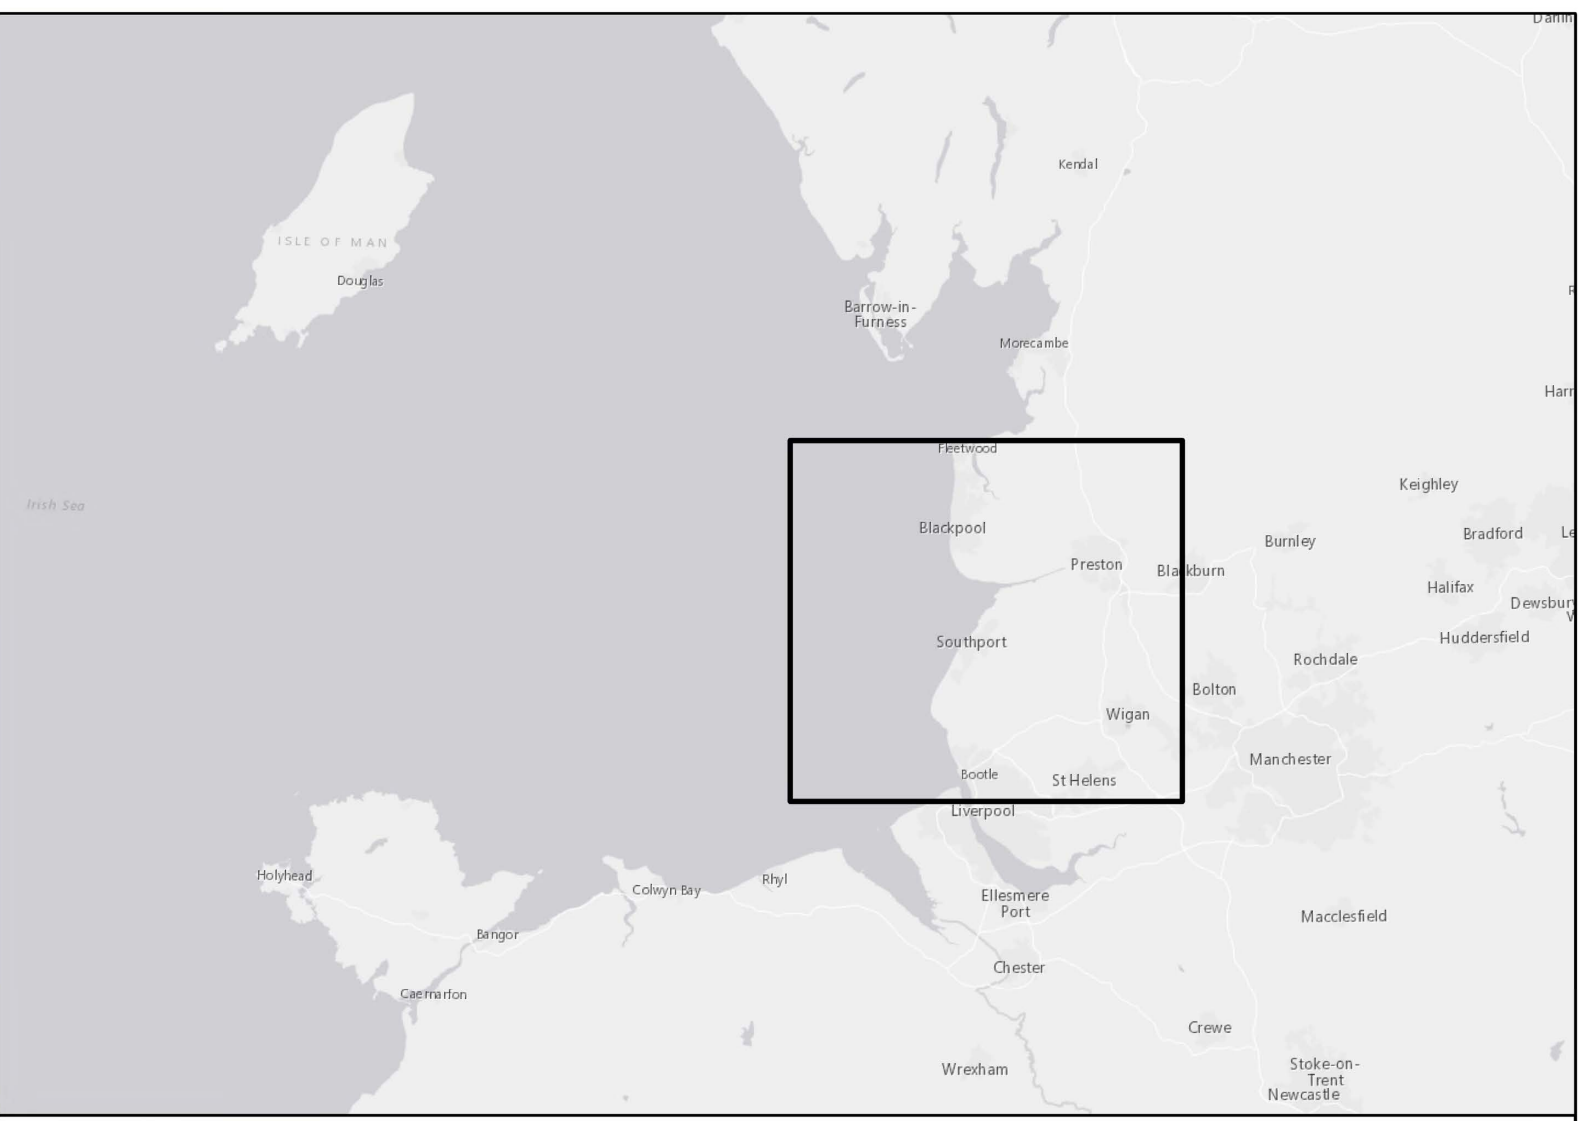 Darlin
Kendal
ISLE OF MAN
Douglas
Barrow-in-
Furness
Morecambe
Harr
Fleetwood
Irish Sea
Keighley
Blackpool
Bradford
Le
Burnley
Preston
Blackburn
Halifax
Dewsbury
Southport
Huddersfield
Rochdale
Bolton
Wigan
Manchester
Bootle
St Helens
Liverpool
Holyhead
Colwyn Bay
Rhyl
Ellesmere
Port
Macclesfield
Bangor
Chester
Caernarfon
Crewe
Wrexham
Stoke-on-
Trent
Newcastle